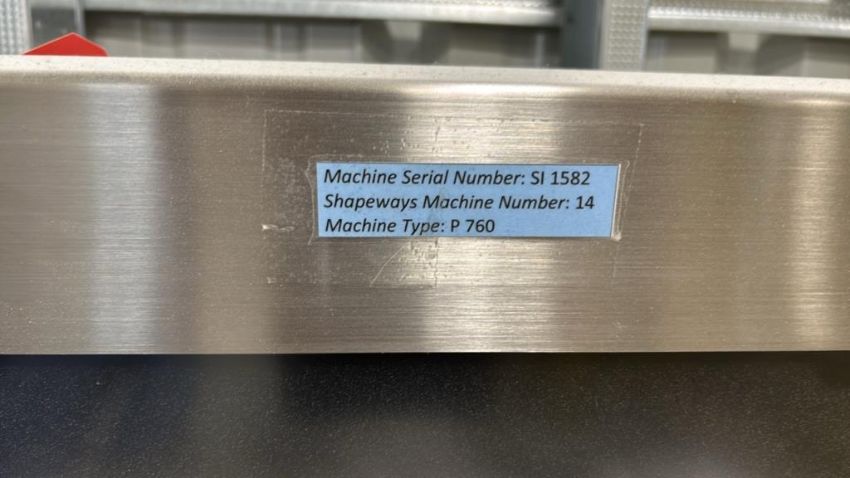 Machine Serial Number: SI 1582
Shapeways Machine Number: 14
Machine Type: P 760